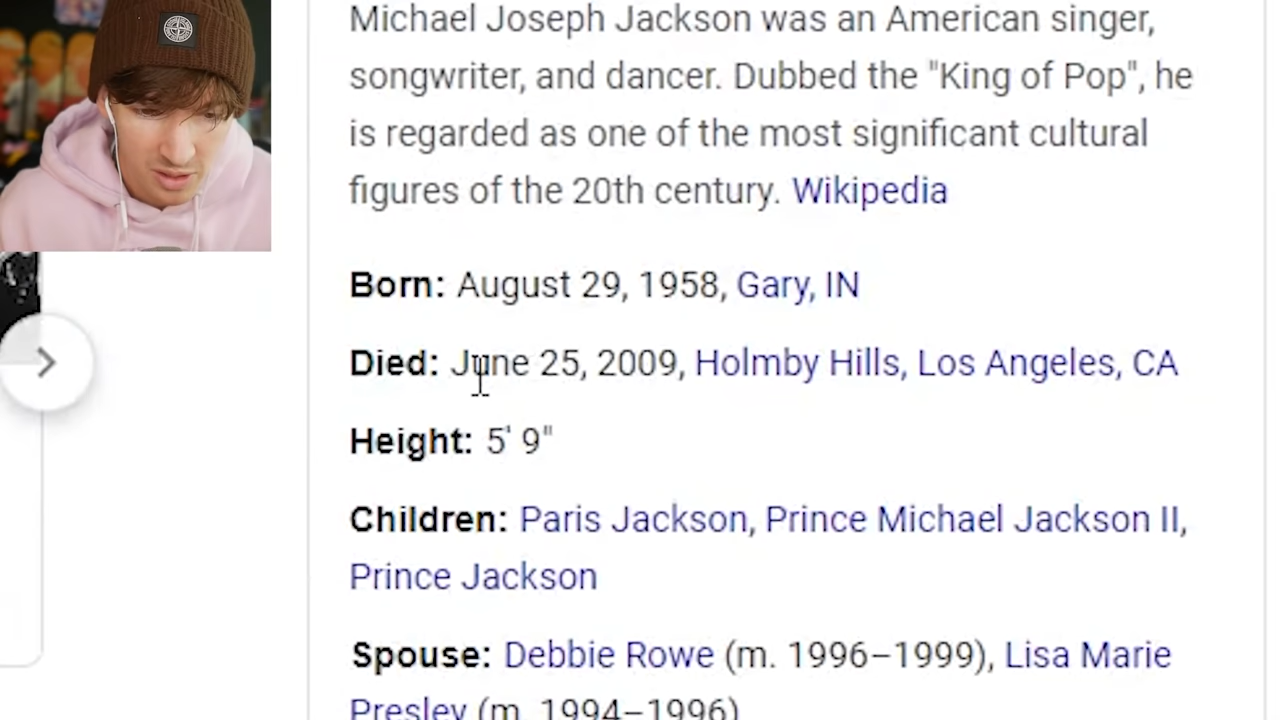 Michael Joseph Jackson was an American singer,
songwriter, and dancer. Dubbed the "King of Pop", he
is regarded as one of the most significant cultural
figures of the 20th century. Wikipedia
Born: August 29, 1958, Gary, IN
Died: June 25, 2009, Holmby Hills, Los Angeles, CA
Height: 5' 9"
Children: Paris Jackson, Prince Michael Jackson II,
Prince Jackson
Spouse: Debbie Rowe (m. 1996–1999), Lisa Marie
Presley (m. 1994–1996)